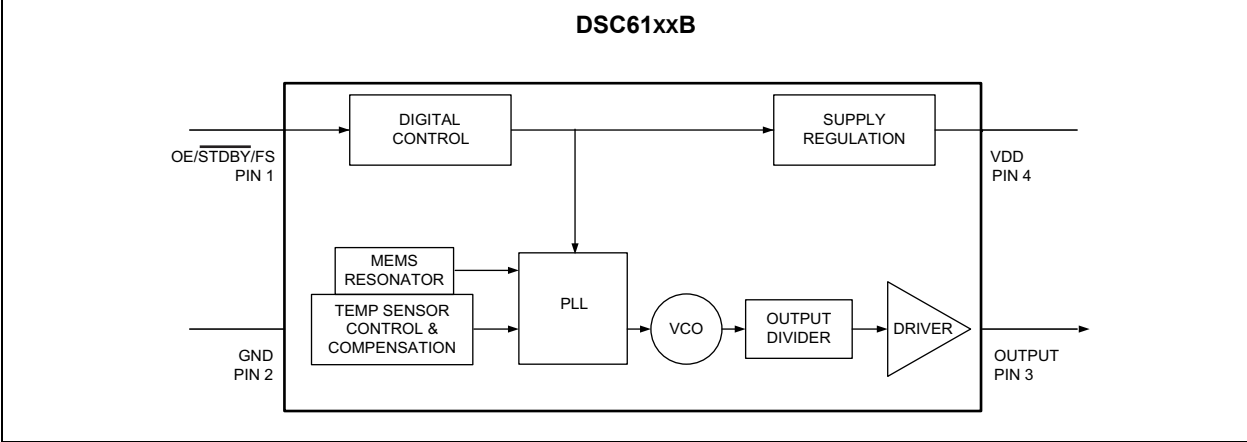 DSC61xxB
DIGITAL
CONTROL
SUPPLY
REGULATION
OE/STDBY/FS
PIN 1
VDD
PIN 4
MEMS
RESONATOR
TEMP SENSOR
CONTROL &
COMPENSATION
PLL
VCO
OUTPUT
DIVIDER
DRIVER
GND
PIN 2
OUTPUT
PIN 3